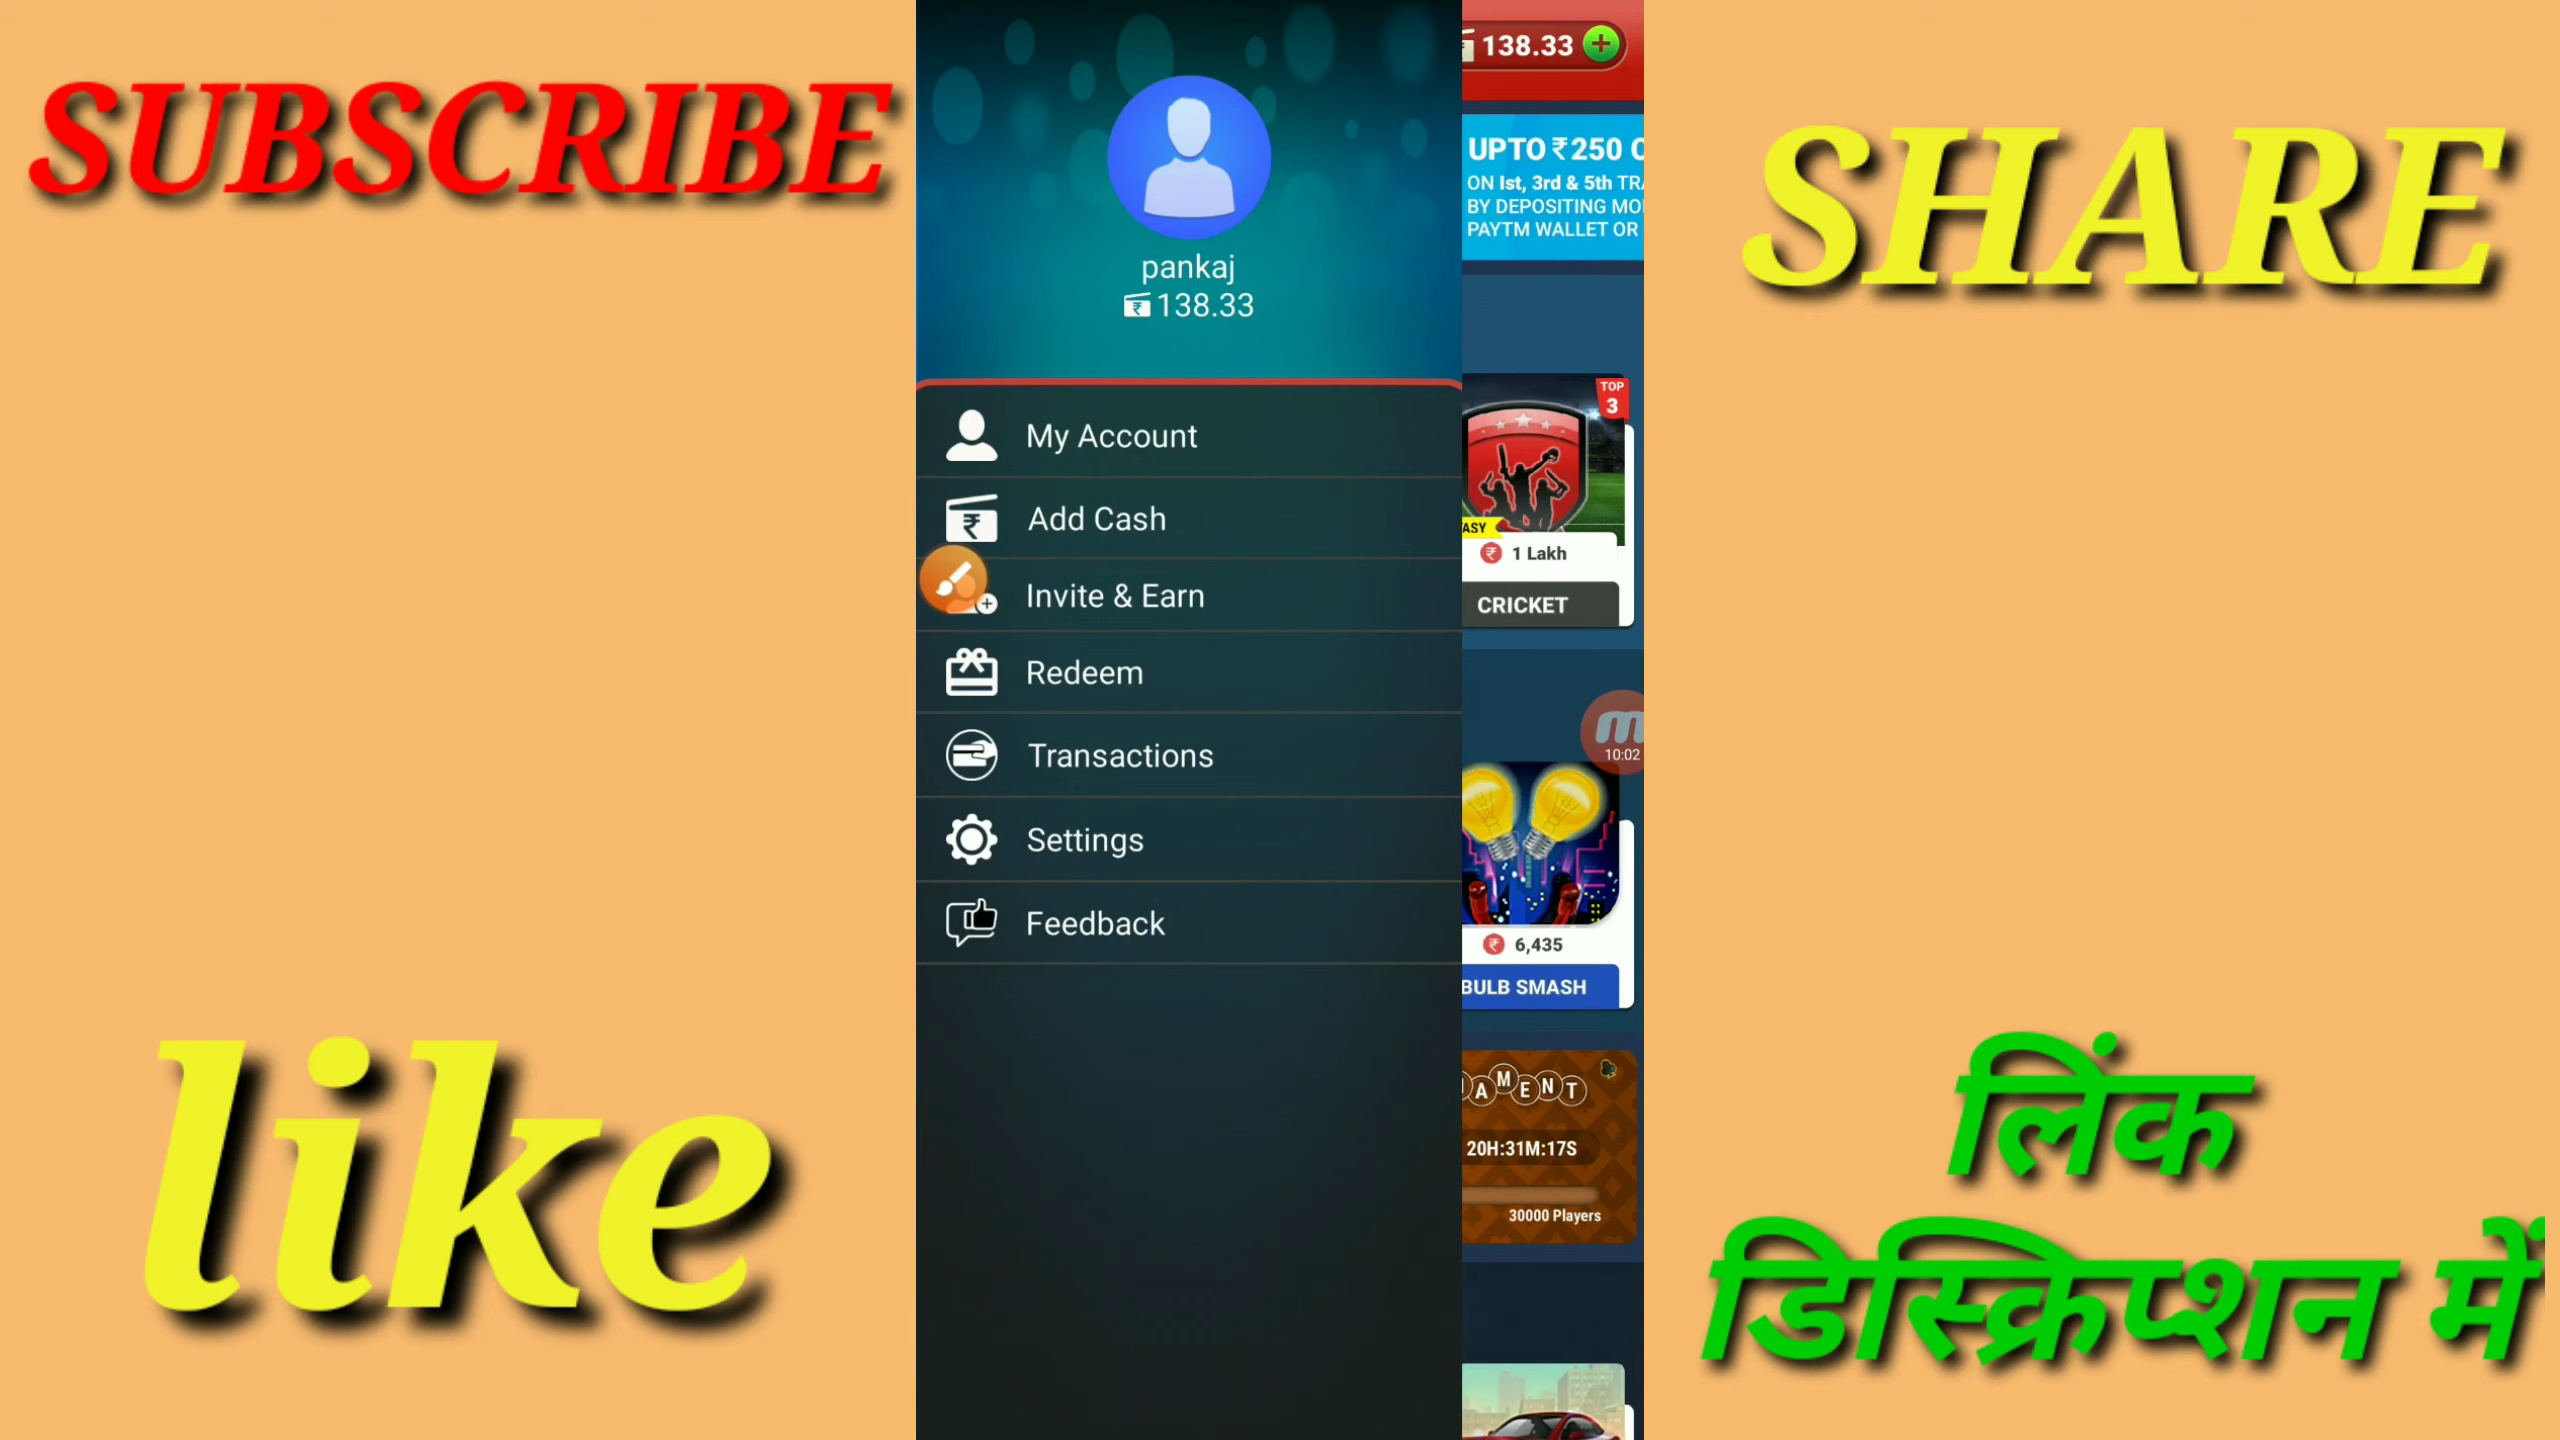 SUBSCRIBE
SHARE
like
लिंक
डिस्क्रिप्शन में
pankaj
138.33
My Account
Add Cash
Invite & Earn
Redeem
Transactions
Settings
Feedback
138.33
UPTO ₹250
ON 1st, 3rd & 5th
BY DEPOSITING
PAYTM WALLET OR
TOP
3
1 Lakh
CRICKET
10:02
6,435
BULB SMASH
20H:31M:17S
30000 Players